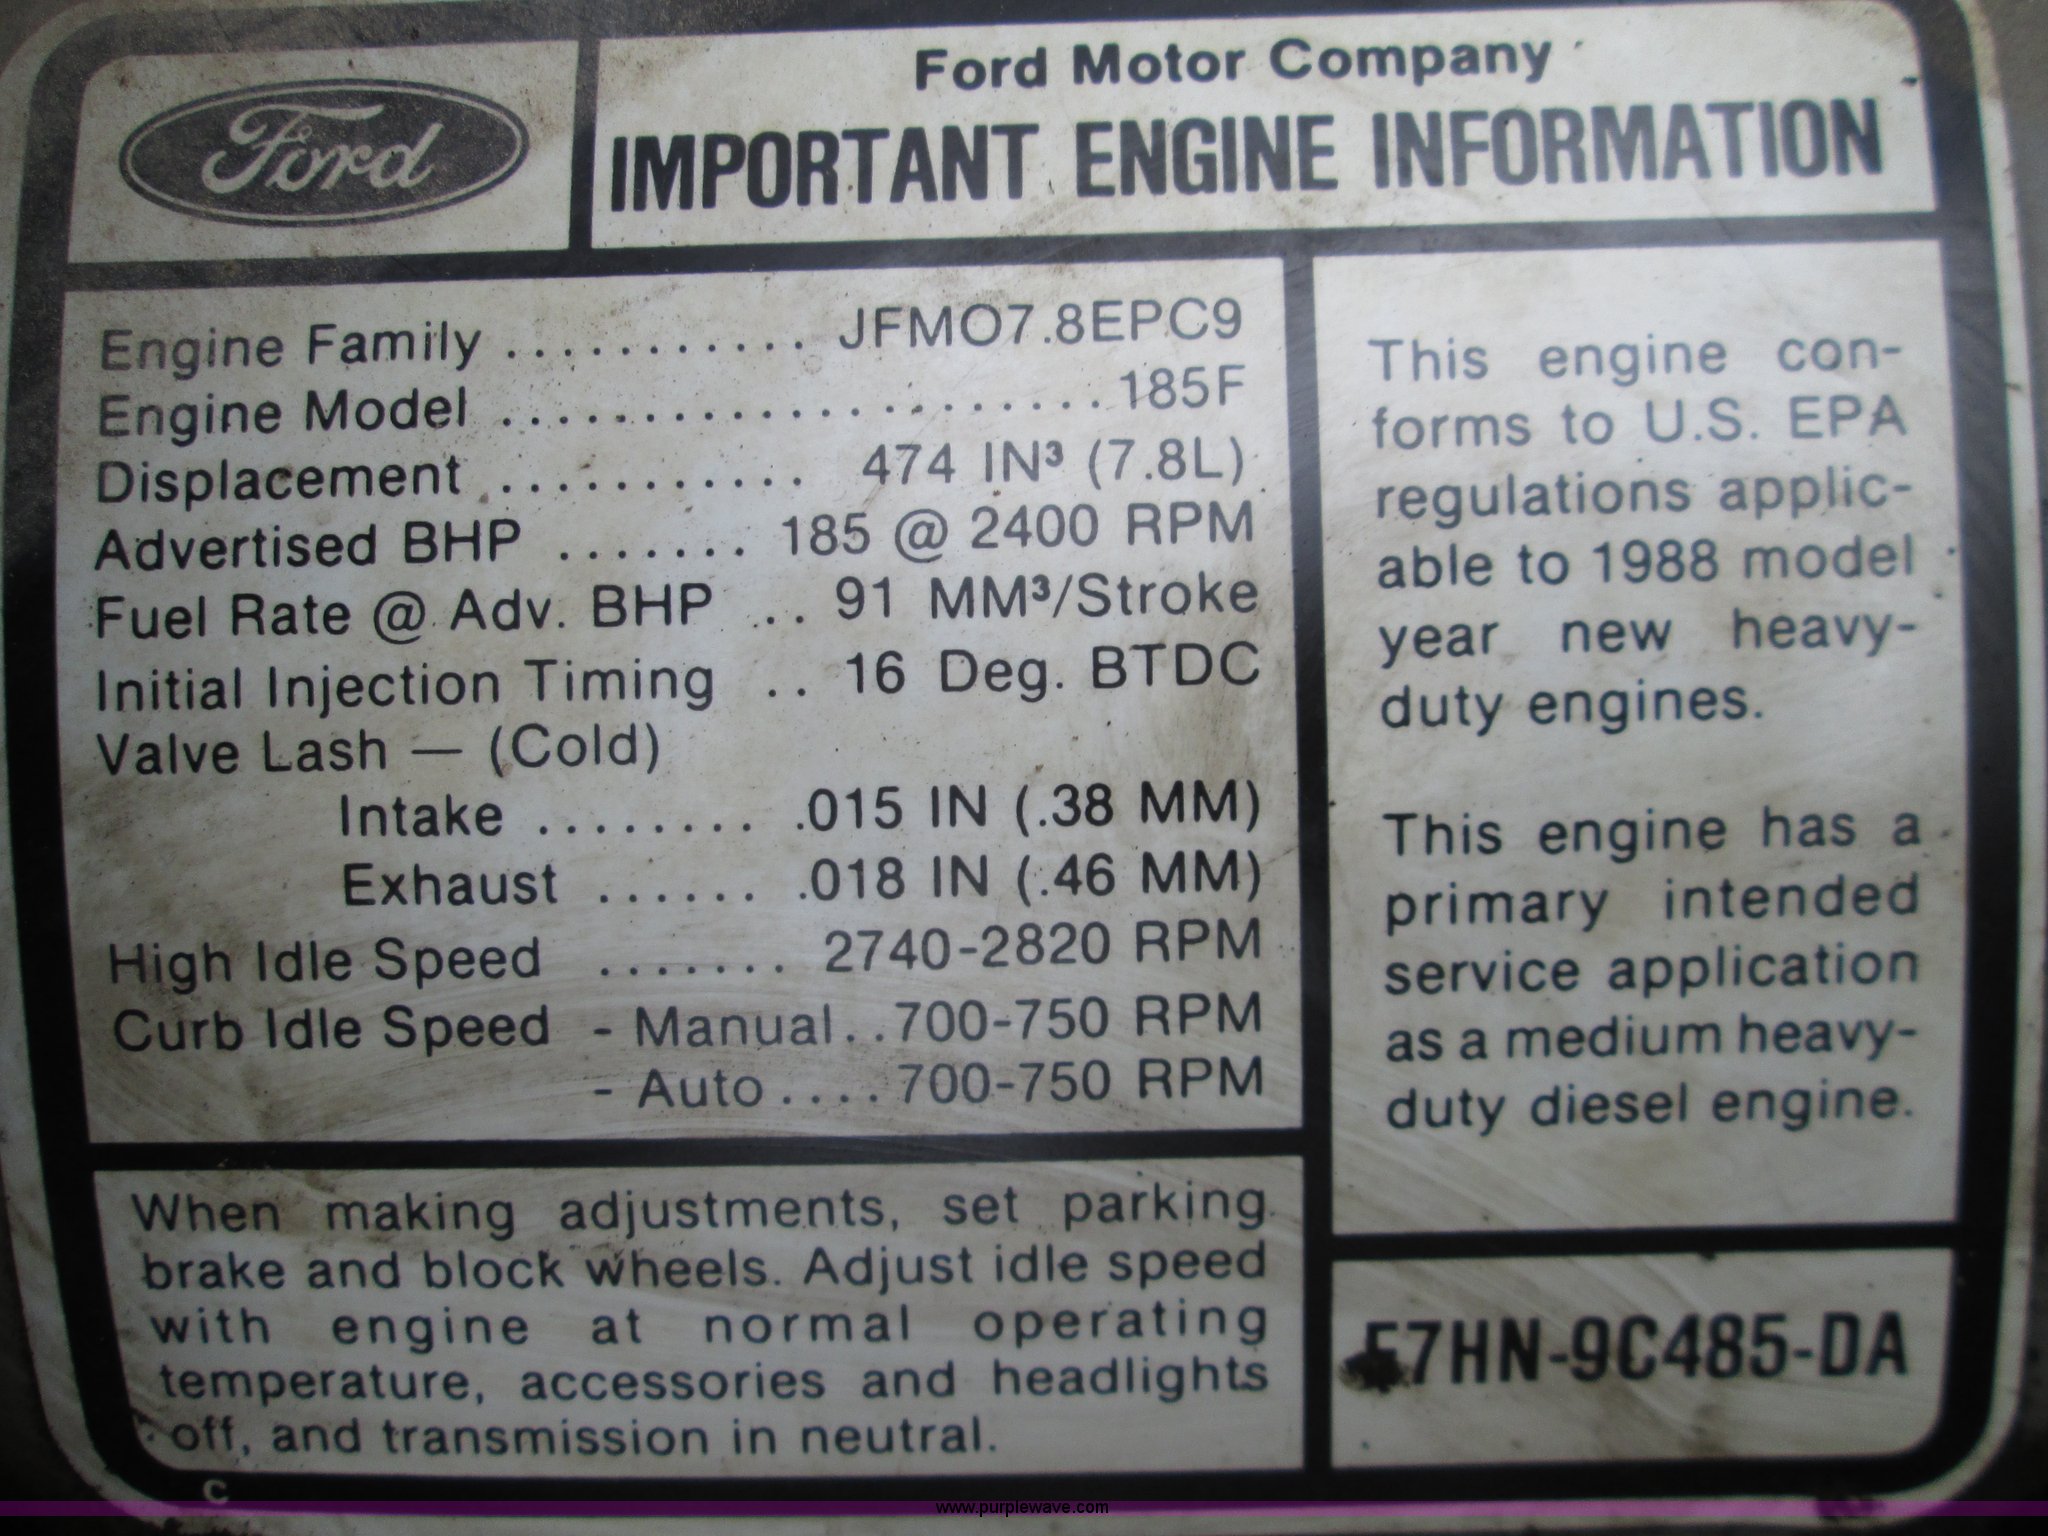 Ford
Ford Motor Company
IMPORTANT ENGINE INFORMATION
Engine Family ........... JFMO7.8EPC9
Engine Model .....................185F
Displacement ........... 474 IN³ (7.8L)
Advertised BHP ....... 185 @ 2400 RPM
Fuel Rate @ Adv. BHP .. 91 MM³/Stroke
Initial Injection Timing .. 16 Deg. BTDC
Valve Lash — (Cold)
Intake ........ .015 IN (.38 MM)
Exhaust ...... .018 IN (.46 MM)
High Idle Speed ....... 2740-2820 RPM
Curb Idle Speed - Manual..700-750 RPM
- Auto ....700-750 RPM
When making adjustments, set parking
brake and block wheels. Adjust idle speed
with engine at normal operating
temperature, accessories and headlights
off, and transmission in neutral.
This engine con-
forms to U.S. EPA
regulations applic-
able to 1988 model
year new heavy-
duty engines.
This engine has a
primary intended
service application
as a medium heavy-
duty diesel engine.
E7HN-9C485-DA
C
www.purplewave.com